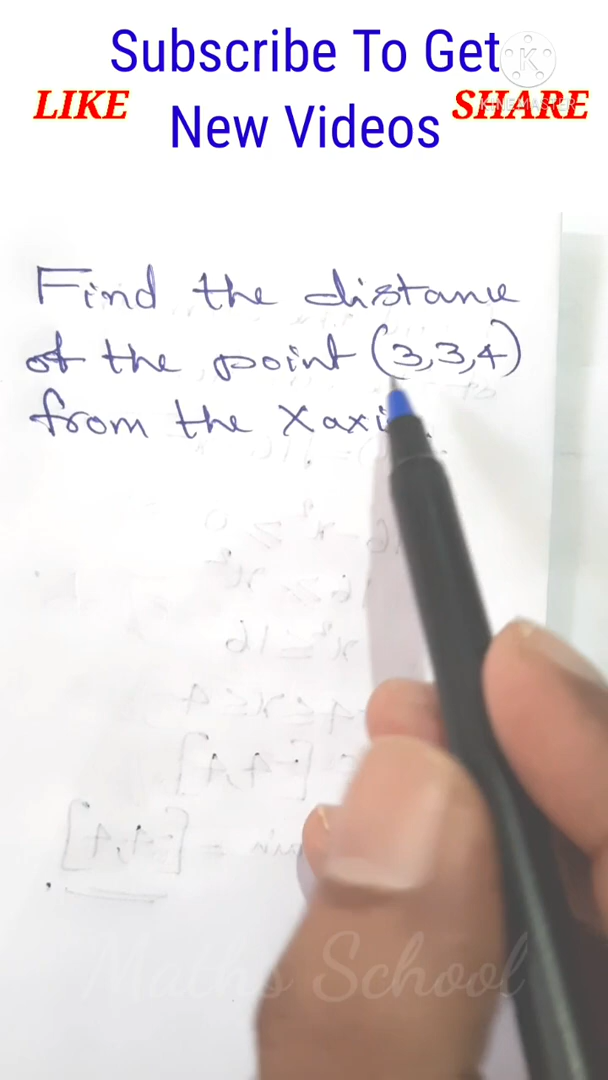 Subscribe To Get
LIKE
SHARE
New Videos
KINEMASTER
Find the distance
of the point (3,3,4)
from the X axis.
Maths School